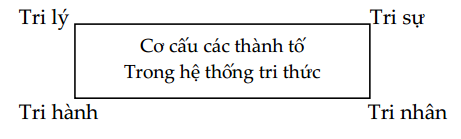 Tri lý
Tri sự
Cơ cấu các thành tố
Trong hệ thống tri thức
Tri hành
Tri nhân